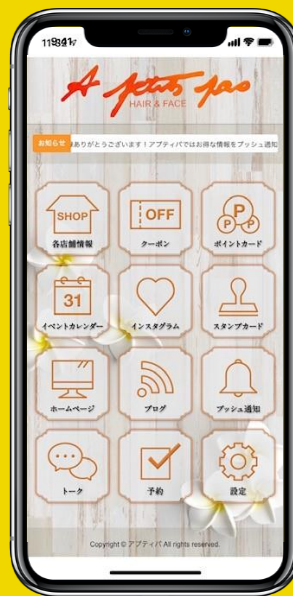 A ptits pas
HAIR & FACE
お知らせ
ありがとうございます！アプティパではお得な情報をプッシュ通知
SHOP
OFF
P
P P
各店舗情報
クーポン
ポイントカード
31
イベントカレンダー
インスタグラム
スタンプカード
ホームページ
ブログ
プッシュ通知
トーク
予約
設定
Copyright © アプティパ All rights reserved.